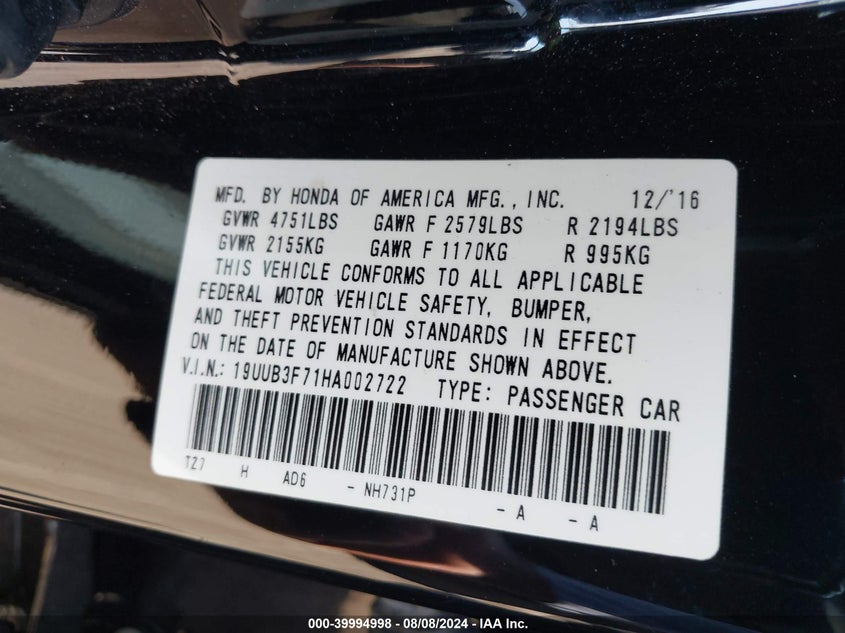 MFD. BY HONDA OF AMERICA MFG., INC. 12/'16
GVWR 4751LBS GAWR F 2579LBS R 2194LBS
GVWR 2155KG GAWR F 1170KG R 995KG
THIS VEHICLE CONFORMS TO ALL APPLICABLE
FEDERAL MOTOR VEHICLE SAFETY, BUMPER,
AND THEFT PREVENTION STANDARDS IN EFFECT
ON THE DATE OF MANUFACTURE SHOWN ABOVE.
V.I.N.: 19UUB3F71HA002722 TYPE: PASSENGER CAR
TZ7 H AD6 - NH731P - A - A
000-39994998 - 08/08/2024 - IAA Inc.